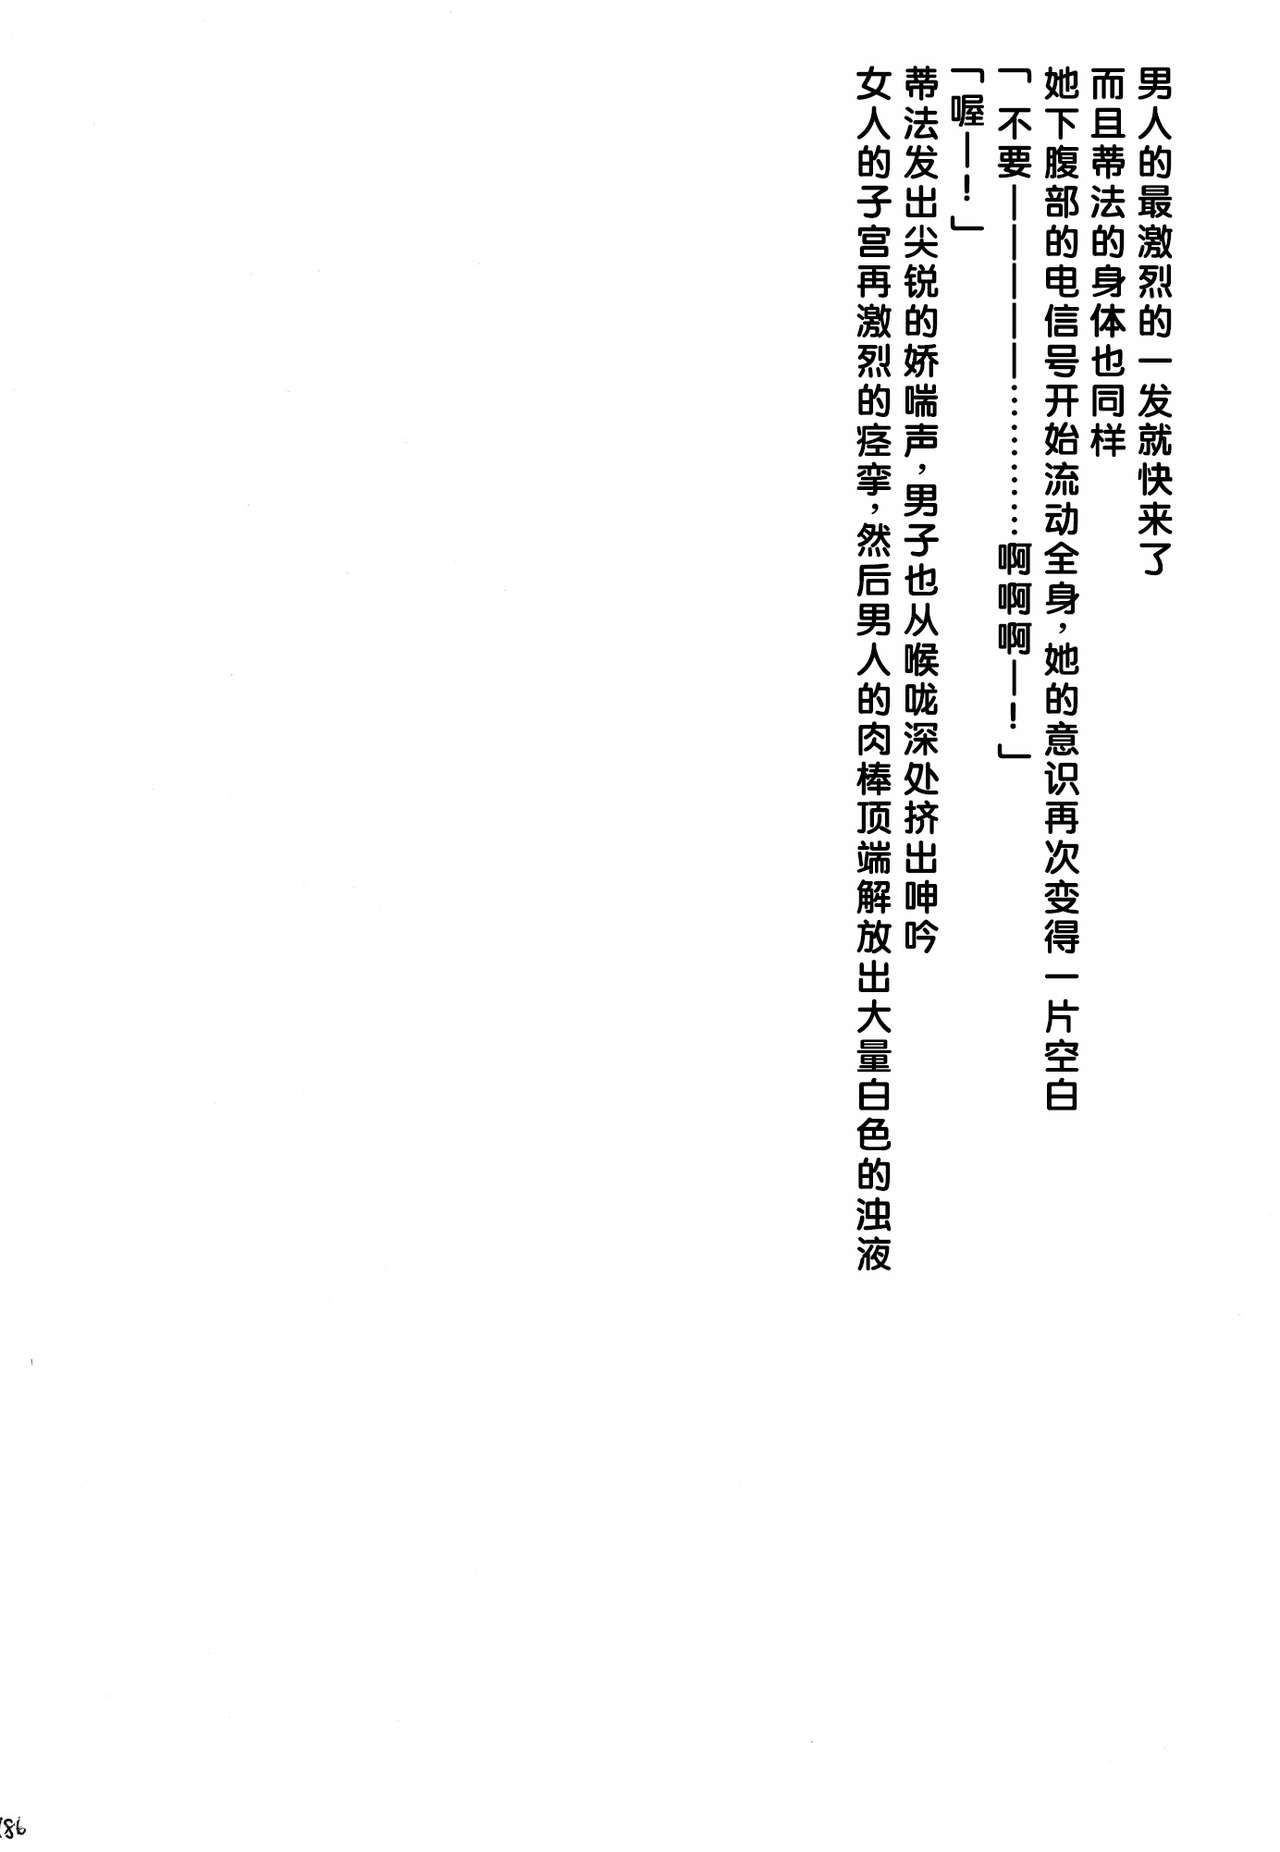 男人的最激烈的一发就快来了
而且蒂法的身体也同样
她下腹部的电信号开始流动全身，她的意识再次变得一片空白
「不要—————…………啊啊啊—！」
「喔—！」
蒂法发出尖锐的娇喘声，男子也从喉咙深处挤出呻吟
女人的子宫再激烈的痉挛，然后男人的肉棒顶端解放出大量白色的浊液
186